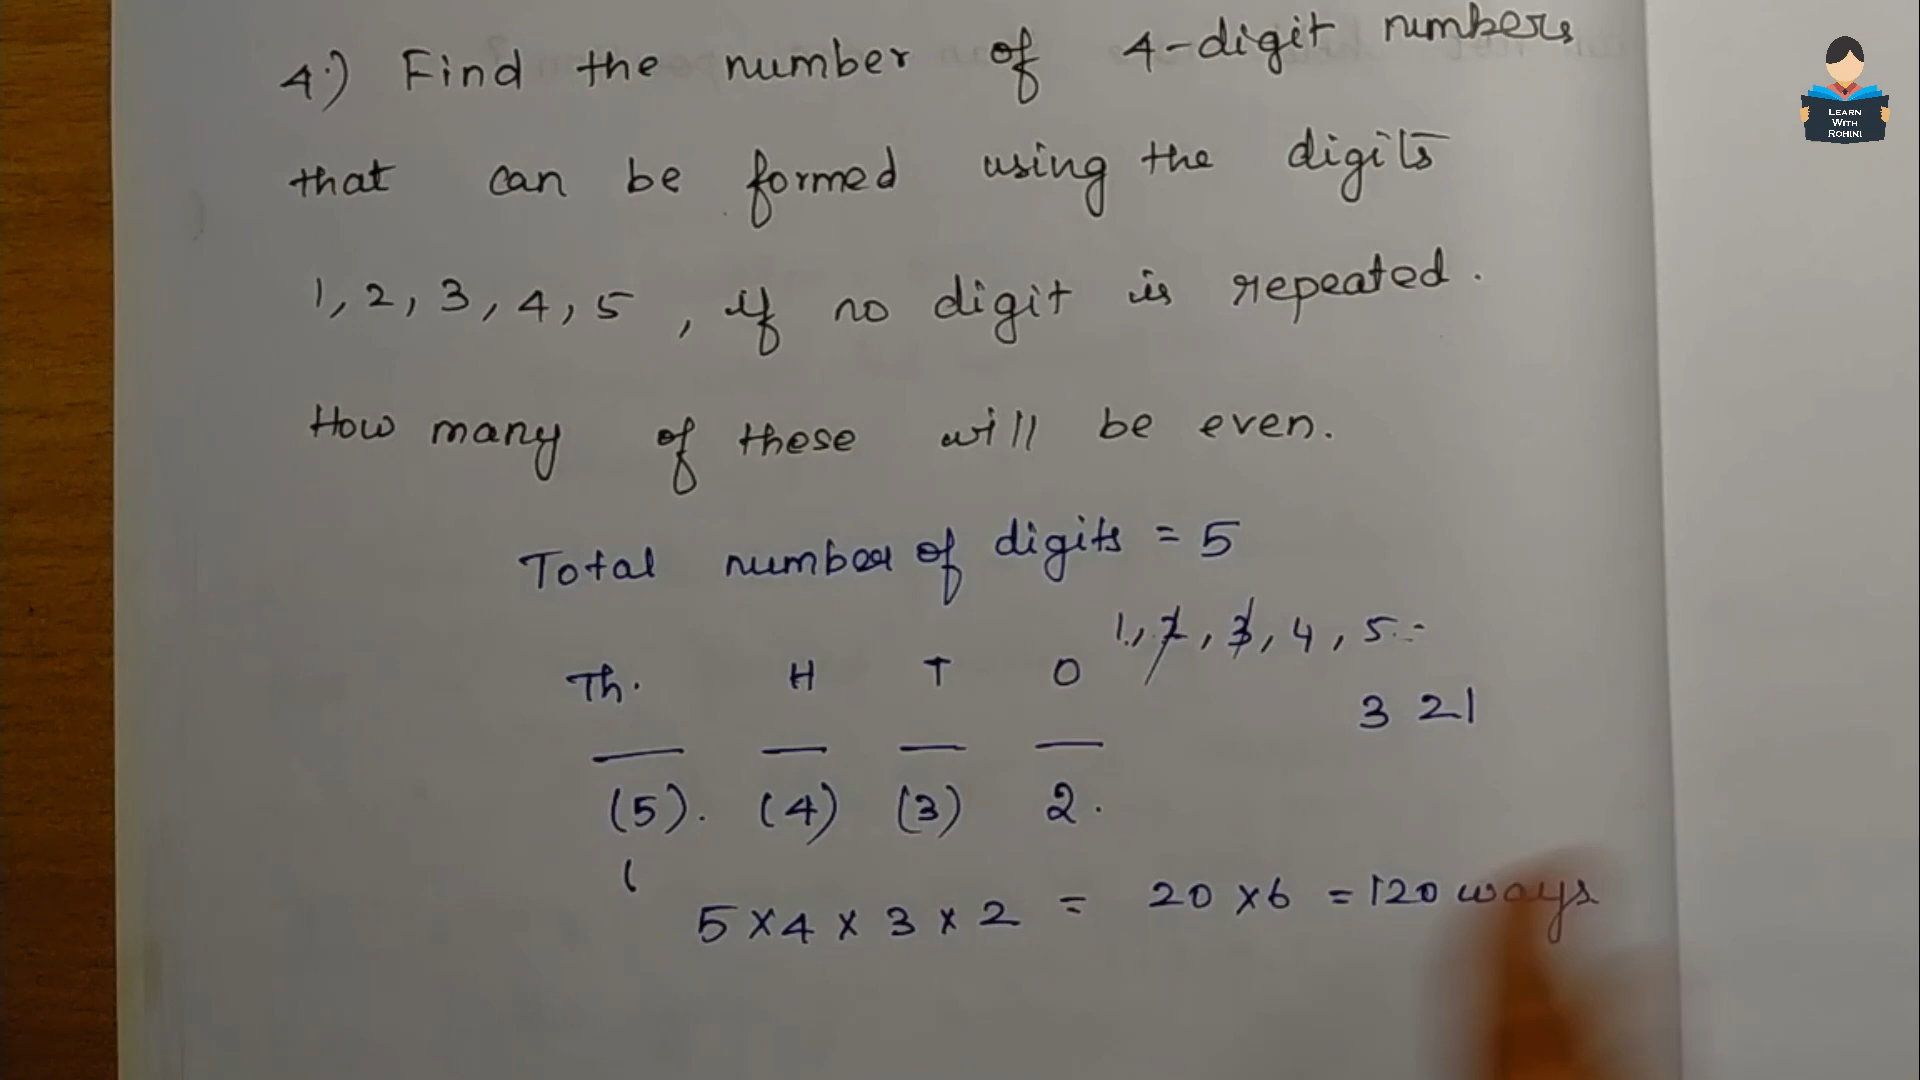 4.) Find the number of 4-digit numbers
that can be formed using the digits
1, 2, 3, 4, 5, if no digit is repeated.
How many of these will be even.
Total number of digits = 5
1, 2, 3, 4, 5.
Th. H T O
3 21
(5). (4) (3) 2.
(
5 x 4 x 3 x 2 = 20 x 6 = 120 ways
LEARN
WITH
ROHINI